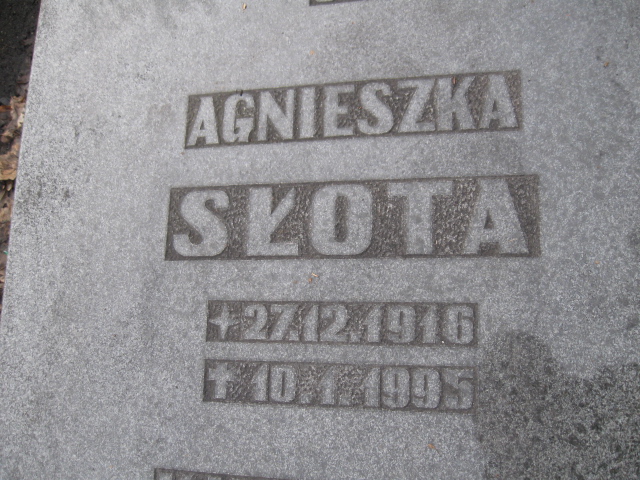 AGNIESZKA
SŁOTA
+ 27.12.1916
† 10.1.1995